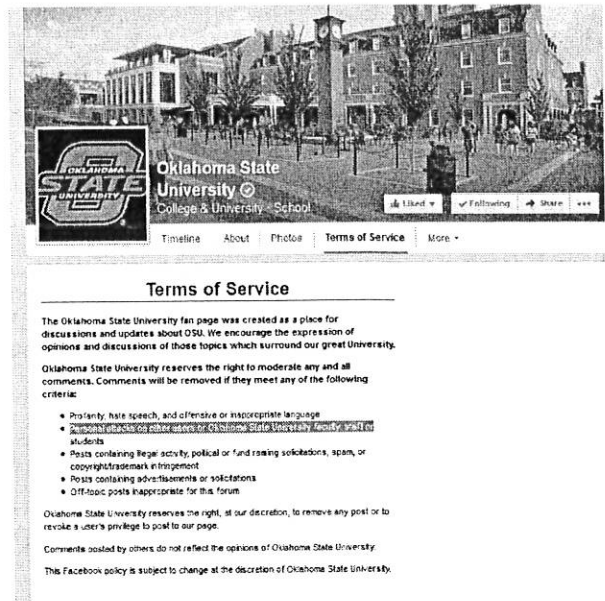 OKLAHOMA
STATE
UNIVERSITY
Oklahoma State
University
College & University · School
Liked
Following
Share
Timeline About Photos Terms of Service More
Terms of Service
The Oklahoma State University fan page was created as a place for
discussions and updates about OSU. We encourage the expression of
opinions and discussions of those topics which surround our great University.
Oklahoma State University reserves the right to moderate any and all
comments. Comments will be removed if they meet any of the following
criteria:
• Profanity, hate speech, and offensive or inappropriate language
• Personal attacks on other users or Oklahoma State University faculty, staff or
students
• Posts containing illegal activity, political or fund raising solicitations, spam, or
copyright/trademark infringement
• Posts containing advertisements or solicitations
• Off-topic posts inappropriate for this forum
Oklahoma State University reserves the right, at our discretion, to remove any post or to
revoke a user's privilege to post to our page.
Comments posted by others do not reflect the opinions of Oklahoma State University.
This Facebook policy is subject to change at the discretion of Oklahoma State University.